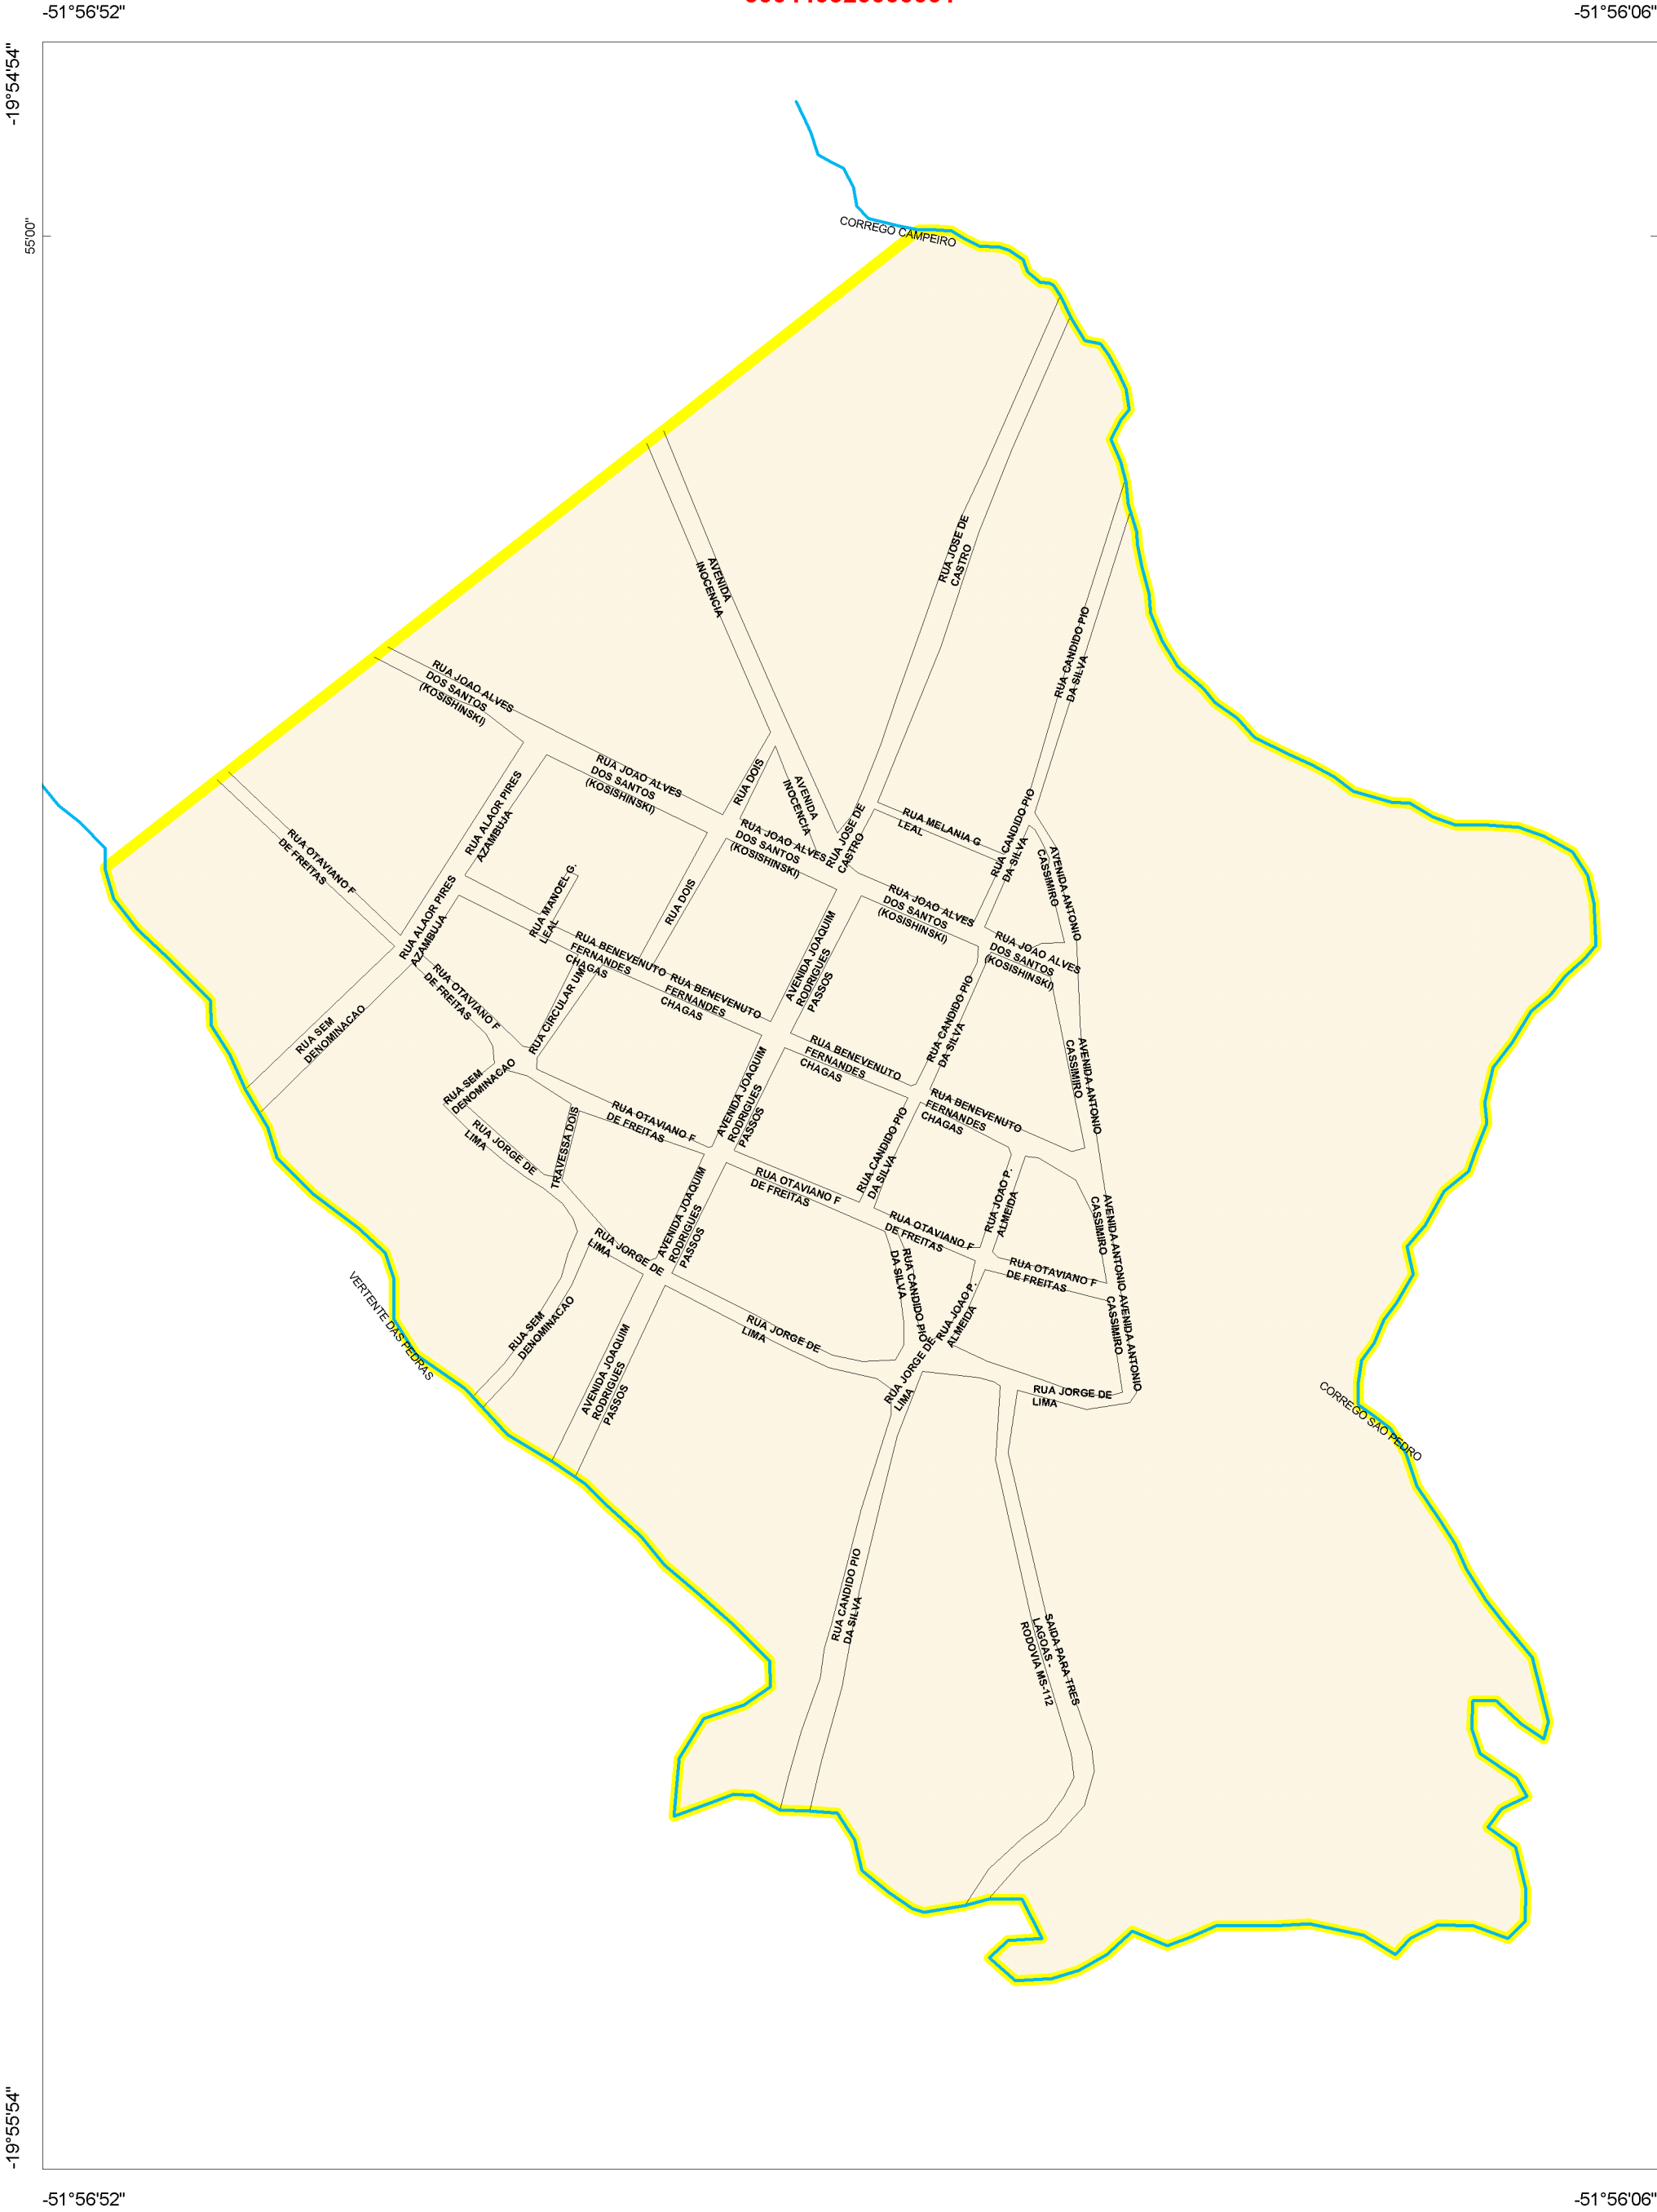 -51°56'52"
-51°56'06"
-19°54'54"
55'00"
CORREGO CAMPEIRO
RUA JOSE DE
CASTRO
AVENIDA
INOCENCIA
RUA CANDIDO PIO
DA SILVA
RUA JOAO ALVES
DOS SANTOS
(KOSISHINSKI)
RUA JOAO ALVES
DOS SANTOS
(KOSISHINSKI)
RUA DOIS
AVENIDA
INOCENCIA
RUA ALAOR PIRES
AZAMBUJA
RUA JOSE DE
CASTRO
RUA MELANIA G
LEAL
RUA CANDIDO PIO
DA SILVA
RUA JOAO ALVES
DOS SANTOS
(KOSISHINSKI)
RUA OTAVIANO F
DE FREITAS
AVENIDA ANTONIO
CASSIMIRO
RUA MANOEL G.
LEAL
RUA DOIS
RUA ALAOR PIRES
AZAMBUJA
RUA JOAO ALVES
DOS SANTOS
(KOSISHINSKI)
AVENIDA JOAQUIM
RODRIGUES
PASSOS
RUA JOAO ALVES
DOS SANTOS
(KOSISHINSKI)
RUA BENEVENUTO
FERNANDES
CHAGAS
RUA BENEVENUTO
FERNANDES
CHAGAS
RUA OTAVIANO F
DE FREITAS
RUA CIRCULAR UM
RUA CANDIDO PIO
DA SILVA
RUA SEM
DENOMINACAO
RUA BENEVENUTO
FERNANDES
CHAGAS
AVENIDA ANTONIO
CASSIMIRO
AVENIDA JOAQUIM
RODRIGUES
PASSOS
RUA SEM
DENOMINACAO
RUA BENEVENUTO
FERNANDES
CHAGAS
RUA OTAVIANO F
DE FREITAS
TRAVESSA DOIS
RUA JORGE DE
LIMA
RUA CANDIDO PIO
DA SILVA
RUA OTAVIANO F
DE FREITAS
AVENIDA JOAQUIM
RODRIGUES
PASSOS
RUA JOAO P.
ALMEIDA
RUA OTAVIANO F
DE FREITAS
AVENIDA ANTONIO
CASSIMIRO
RUA JORGE DE
LIMA
RUA CANDIDO PIO
DA SILVA
RUA OTAVIANO F
DE FREITAS
VERTENTE DAS PEDRAS
RUA SEM
DENOMINACAO
RUA JOAO P.
ALMEIDA
AVENIDA ANTONIO
CASSIMIRO
RUA JORGE DE
LIMA
AVENIDA JOAQUIM
RODRIGUES
PASSOS
RUA JORGE DE
LIMA
RUA JORGE DE
LIMA
CORREGO SAO PEDRO
RUA CANDIDO PIO
DA SILVA
SAIDA PARA TRES
LAGOAS -
RODOVIA MS-112
-19°55'54"
-51°56'52"
-51°56'06"